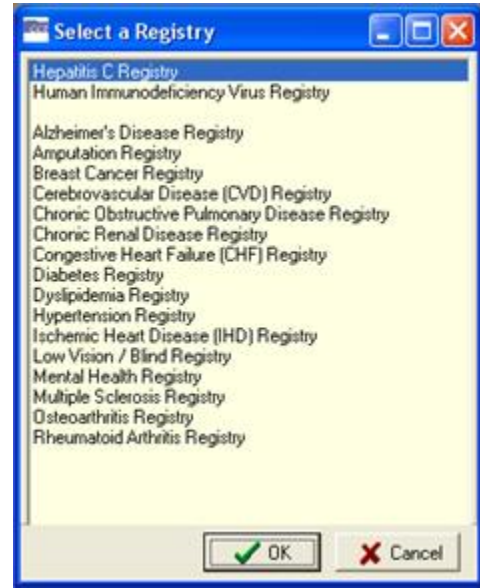 Select a Registry
Hepatitis C Registry
Human Immunodeficiency Virus Registry
Alzheimer's Disease Registry
Amputation Registry
Breast Cancer Registry
Cerebrovascular Disease (CVD) Registry
Chronic Obstructive Pulmonary Disease Registry
Chronic Renal Disease Registry
Congestive Heart Failure (CHF) Registry
Diabetes Registry
Dyslipidemia Registry
Hypertension Registry
Ischemic Heart Disease (IHD) Registry
Low Vision / Blind Registry
Mental Health Registry
Multiple Sclerosis Registry
Osteoarthritis Registry
Rheumatoid Arthritis Registry
OK Cancel